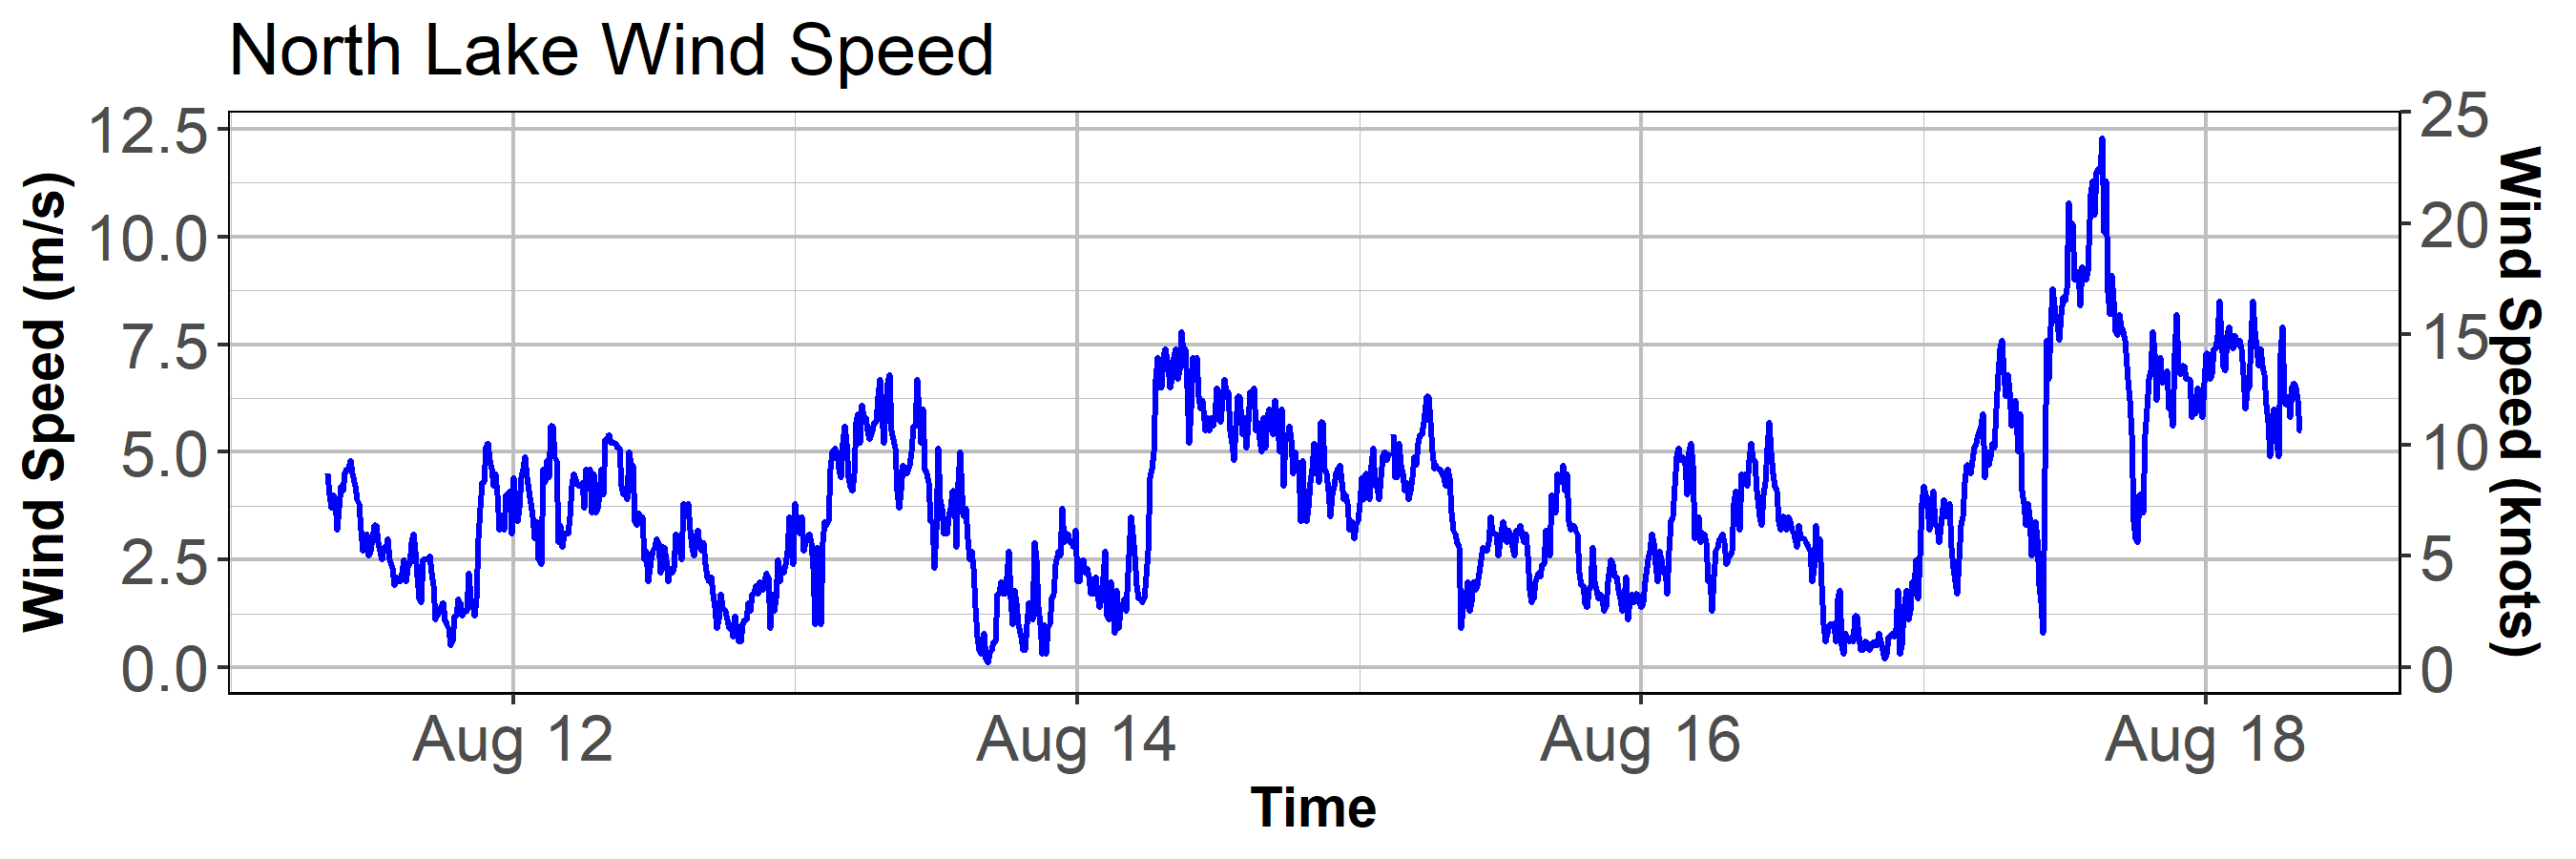 North Lake Wind Speed
Wind Speed (m/s)
12.5
10.0
7.5
5.0
2.5
0.0
25
20
15
10
5
0
Wind Speed (knots)
Aug 12 Aug 14 Aug 16 Aug 18
Time